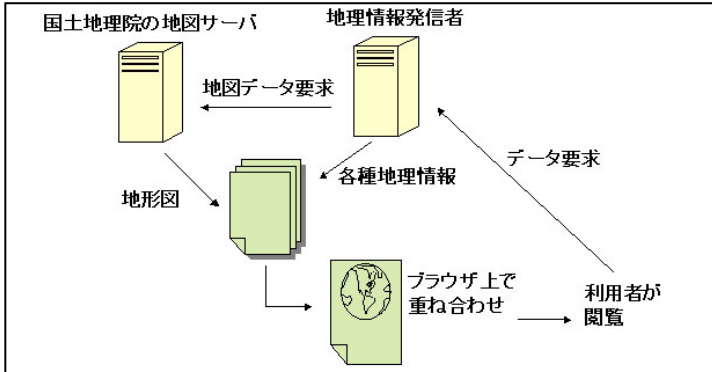 国土地理院の地図サーバ
地理情報発信者
地図データ要求
データ要求
地形図
各種地理情報
ブラウザ上で
重ね合わせ
利用者が
閲覧